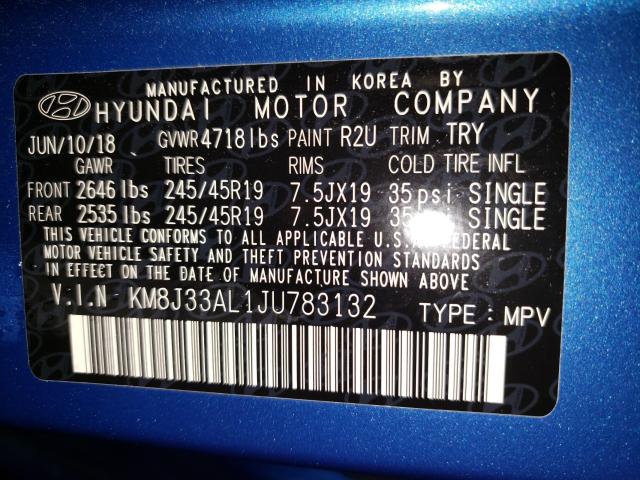 MANUFACTURED IN KOREA BY
HYUNDAI MOTOR COMPANY
JUN/10/18 GVWR 4718lbs PAINT R2U TRIM TRY
GAWR TIRES RIMS COLD TIRE INFL
FRONT 2646 lbs 245/45R19 7.5JX19 35 psi SINGLE
REAR 2535 lbs 245/45R19 7.5JX19 35 SINGLE
THIS VEHICLE CONFORMS TO ALL APPLICABLE U.S.A. FEDERAL
MOTOR VEHICLE SAFETY AND THEFT PREVENTION STANDARDS
IN EFFECT ON THE DATE OF MANUFACTURE SHOWN ABOVE.
V.I.N KM8J33AL1JU783132 TYPE : MPV